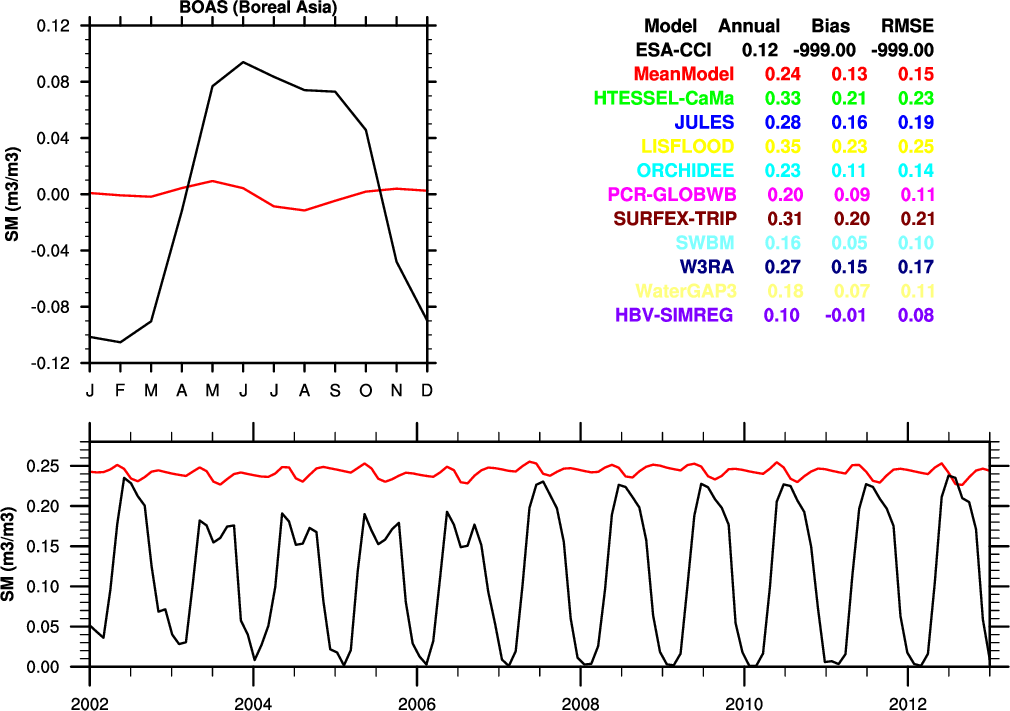 BOAS (Boreal Asia)
0.12
0.08
0.04
0.00
-0.04
-0.08
-0.12
SM (m3/m3)
J F M A M J J A S O N D
Model Annual Bias RMSE
ESA-CCI 0.12 -999.00 -999.00
MeanModel 0.24 0.13 0.15
HTESSEL-CaMa 0.33 0.21 0.23
JULES 0.28 0.16 0.19
LISFLOOD 0.35 0.23 0.25
ORCHIDEE 0.23 0.11 0.14
PCR-GLOBWB 0.20 0.09 0.11
SURFEX-TRIP 0.31 0.20 0.21
SWBM 0.16 0.05 0.10
W3RA 0.27 0.15 0.17
WaterGAP3 0.18 0.07 0.11
HBV-SIMREG 0.10 -0.01 0.08
0.25
0.20
0.15
0.10
0.05
0.00
SM (m3/m3)
2002 2004 2006 2008 2010 2012